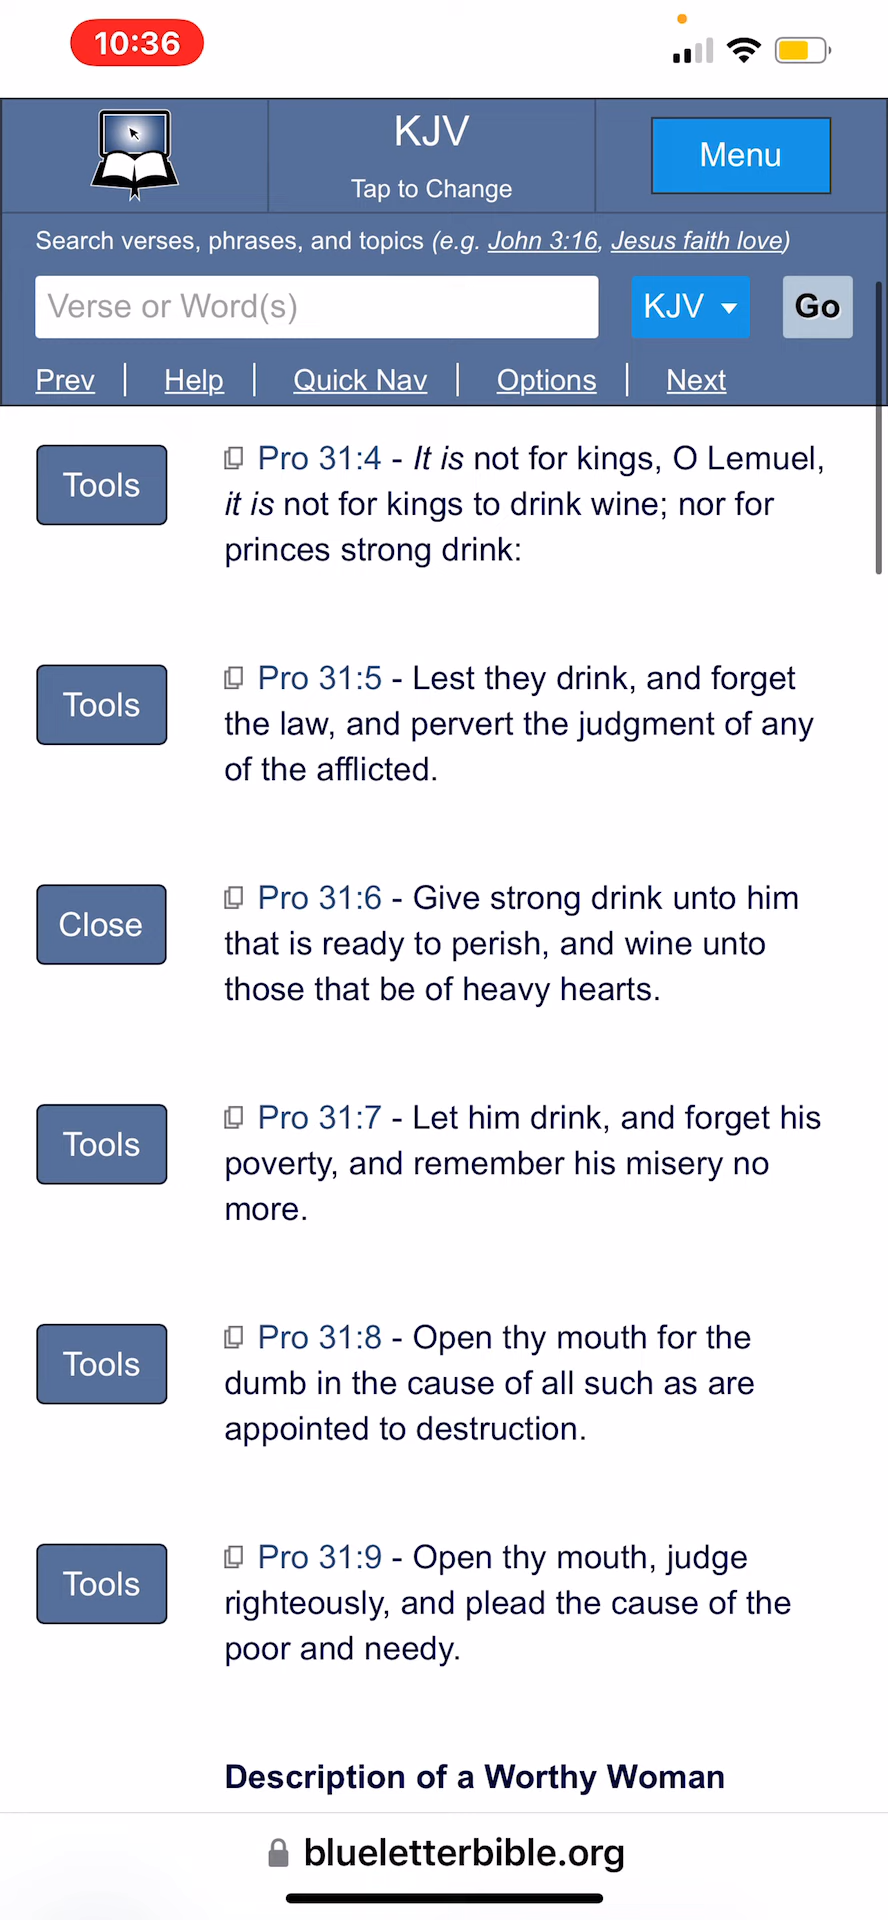 10:36
KJV
Tap to Change
Menu
Search verses, phrases, and topics (e.g. John 3:16, Jesus faith love)
Verse or Word(s)
KJV
Go
Prev | Help | Quick Nav | Options | Next
Tools
Pro 31:4 - It is not for kings, O Lemuel,
it is not for kings to drink wine; nor for
princes strong drink:
Tools
Pro 31:5 - Lest they drink, and forget
the law, and pervert the judgment of any
of the afflicted.
Close
Pro 31:6 - Give strong drink unto him
that is ready to perish, and wine unto
those that be of heavy hearts.
Tools
Pro 31:7 - Let him drink, and forget his
poverty, and remember his misery no
more.
Tools
Pro 31:8 - Open thy mouth for the
dumb in the cause of all such as are
appointed to destruction.
Tools
Pro 31:9 - Open thy mouth, judge
righteously, and plead the cause of the
poor and needy.
Description of a Worthy Woman
blueletterbible.org